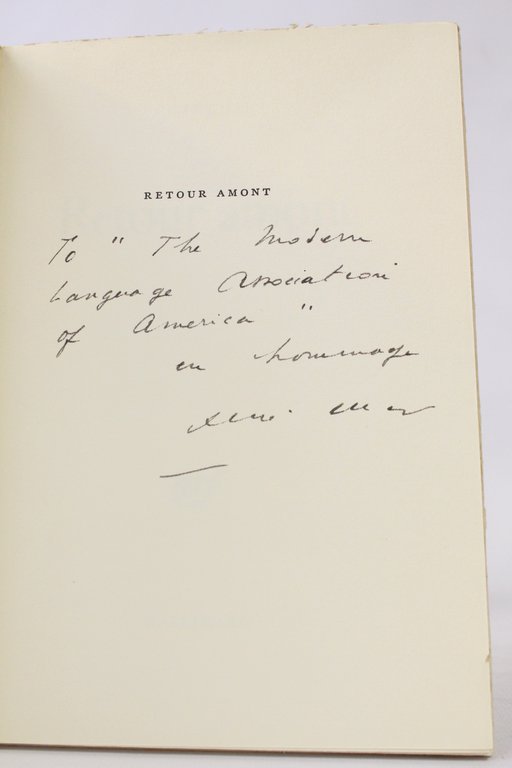 RETOUR AMONT
To " The Modern
Language Association
of America "
en hommage